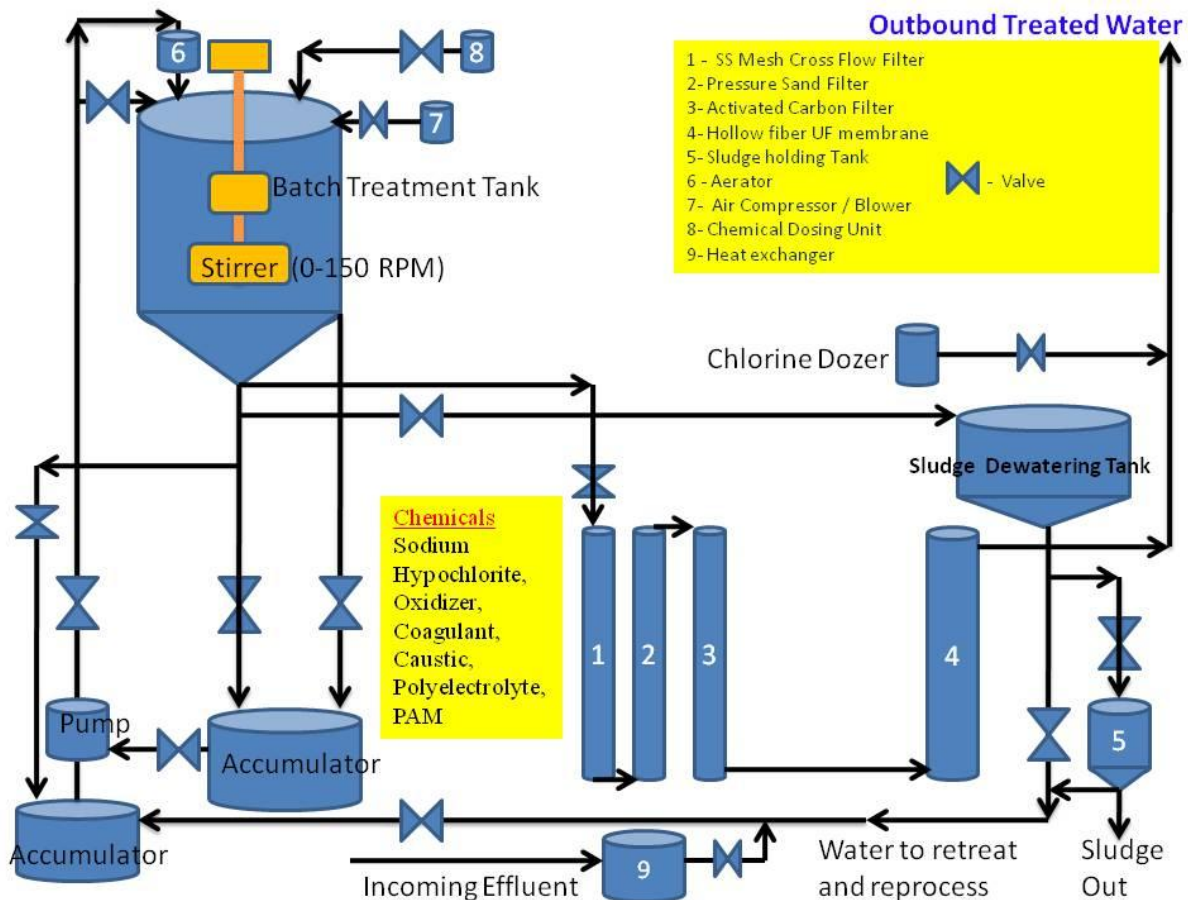 Outbound Treated Water
1 - SS Mesh Cross Flow Filter
2- Pressure Sand Filter
3- Activated Carbon Filter
4- Hollow fiber UF membrane
5- Sludge holding Tank
6 - Aerator
7 - Air Compressor / Blower
8- Chemical Dosing Unit
9- Heat exchanger
- Valve
6
8
7
Batch Treatment Tank
Stirrer (0-150 RPM)
Chlorine Dozer
Sludge Dewatering Tank
Chemicals
Sodium
Hypochlorite,
Oxidizer,
Coagulant,
Caustic,
Polyelectrolyte,
PAM
1
2
3
4
5
Pump
Accumulator
Accumulator
Incoming Effluent
9
Water to retreat
and reprocess
Sludge
Out